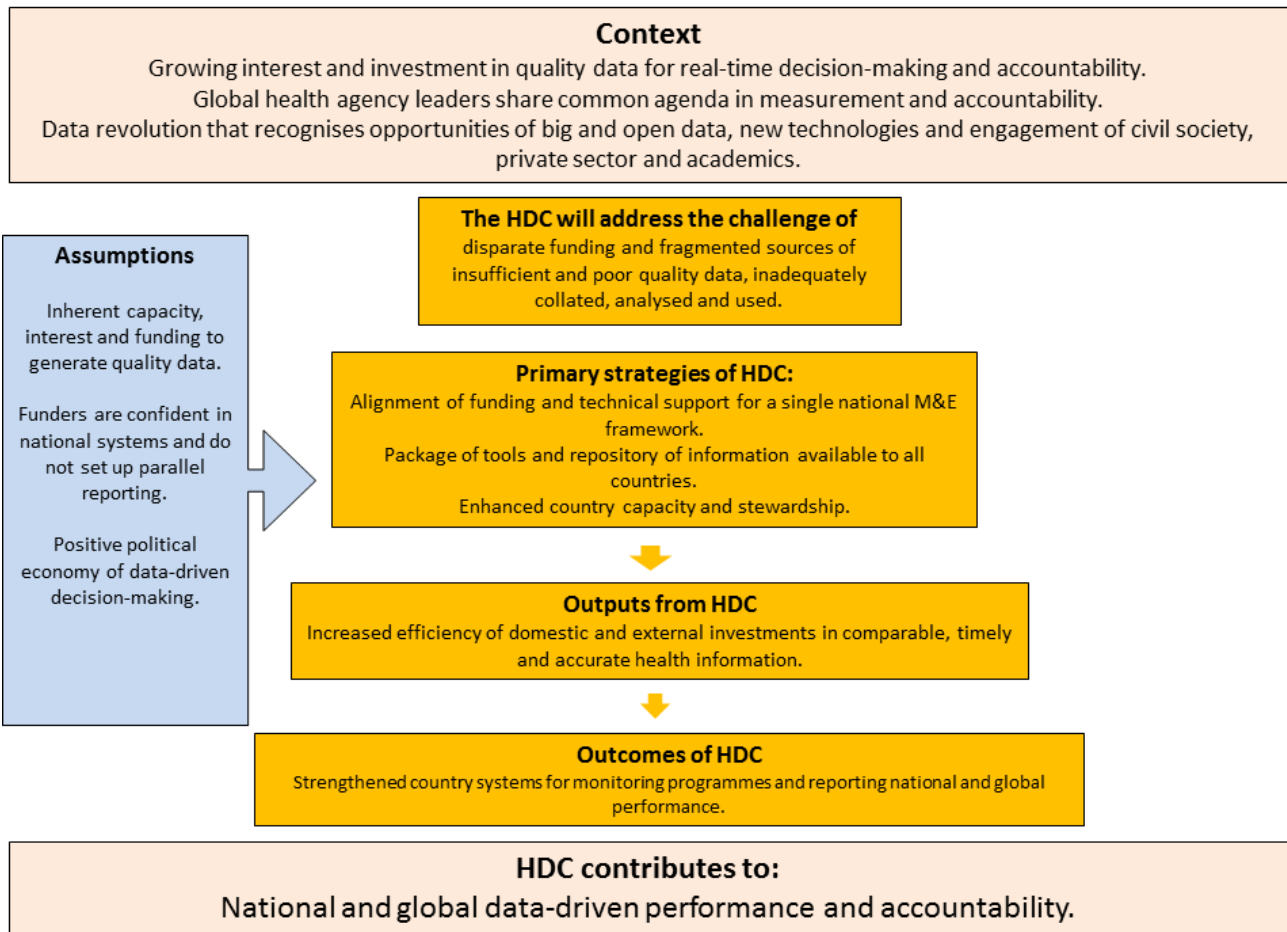 Context
Growing interest and investment in quality data for real-time decision-making and accountability.
Global health agency leaders share common agenda in measurement and accountability.
Data revolution that recognises opportunities of big and open data, new technologies and engagement of civil society,
private sector and academics.
The HDC will address the challenge of
disparate funding and fragmented sources of
insufficient and poor quality data, inadequately
collated, analysed and used.
Assumptions
Inherent capacity,
interest and funding to
generate quality data.
Funders are confident in
national systems and do
not set up parallel
reporting.
Positive political
economy of data-driven
decision-making.
Primary strategies of HDC:
Alignment of funding and technical support for a single national M&E
framework.
Package of tools and repository of information available to all
countries.
Enhanced country capacity and stewardship.
Outputs from HDC
Increased efficiency of domestic and external investments in comparable, timely
and accurate health information.
Outcomes of HDC
Strengthened country systems for monitoring programmes and reporting national and global
performance.
HDC contributes to:
National and global data-driven performance and accountability.